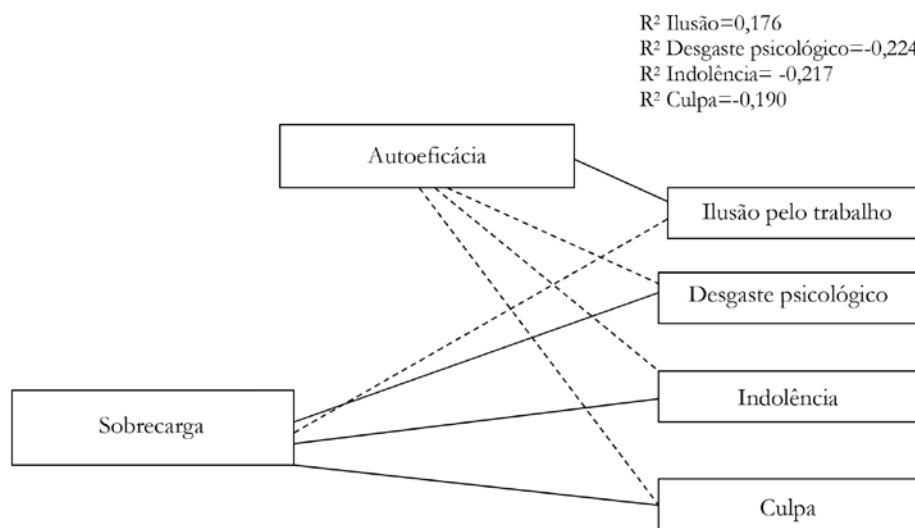 R² Ilusão=0,176
R² Desgaste psicológico=-0,224
R² Indolência= -0,217
R² Culpa=-0,190
Autoeficácia
Ilusão pelo trabalho
Desgaste psicológico
Indolência
Sobrecarga
Culpa